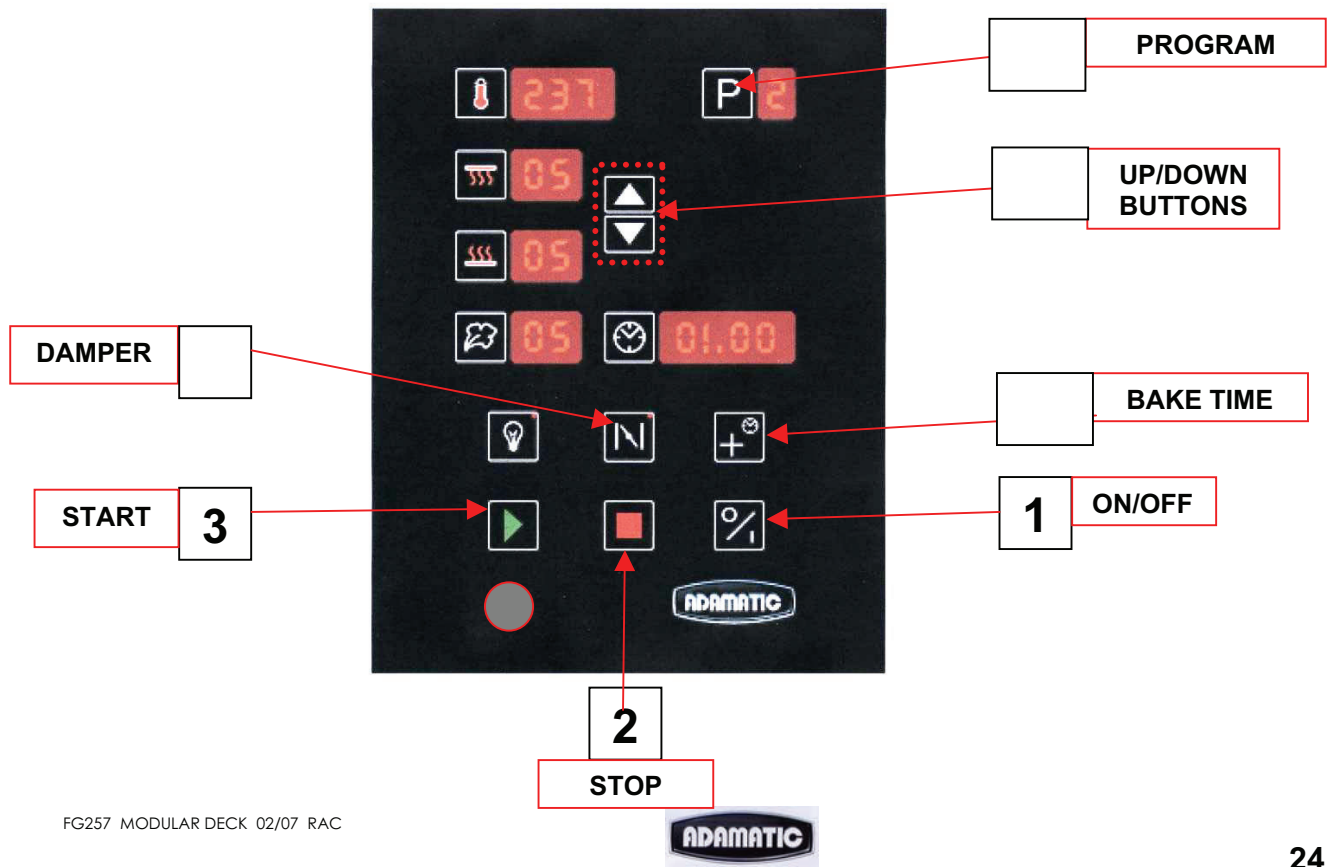 PROGRAM
237
P 2
UP/DOWN
BUTTONS
05
05
DAMPER
05 01.00
BAKE TIME
START 3
1 ON/OFF
ADAMATIC
2
STOP
FG257 MODULAR DECK 02/07 RAC
ADAMATIC
24